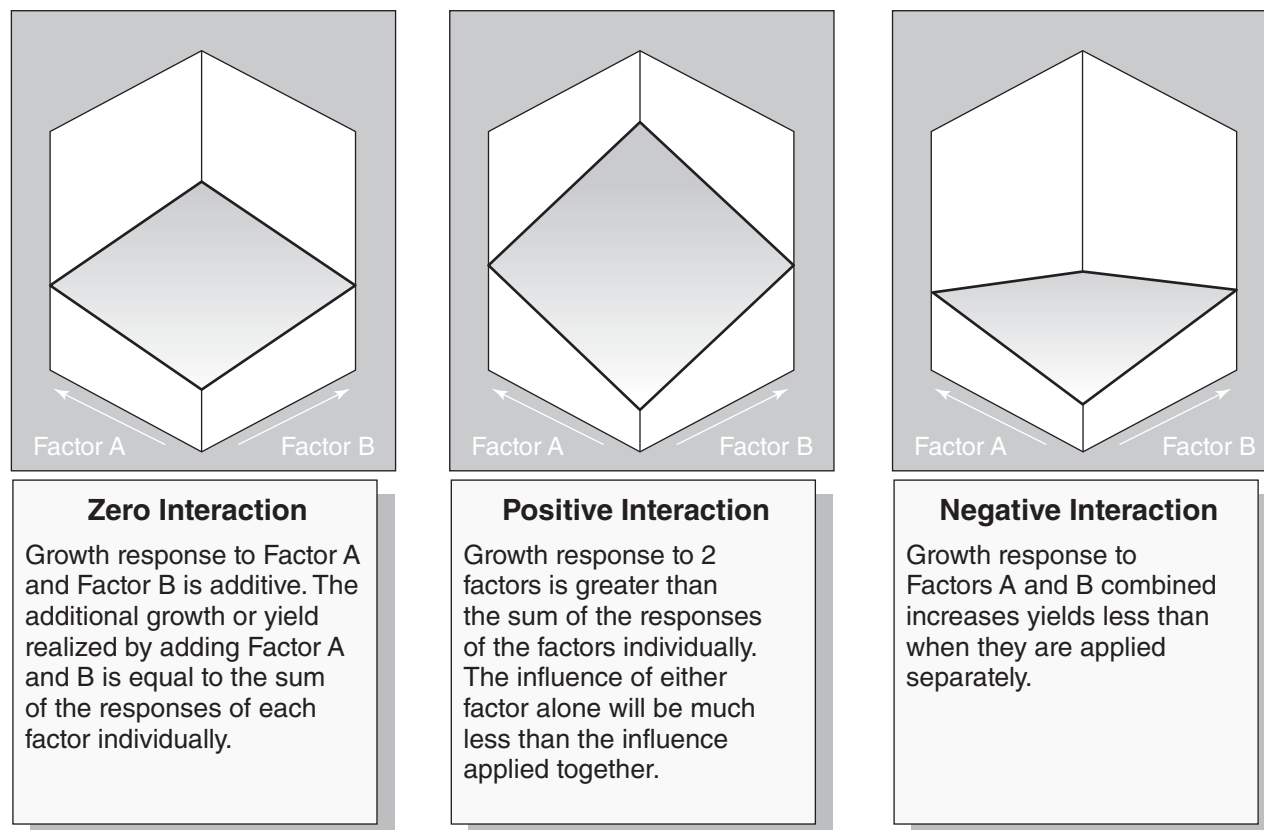 Factor A
Factor B
Factor A
Factor B
Factor A
Factor B
Zero Interaction
Growth response to Factor A
and Factor B is additive. The
additional growth or yield
realized by adding Factor A
and B is equal to the sum
of the responses of each
factor individually.
Positive Interaction
Growth response to 2
factors is greater than
the sum of the responses
of the factors individually.
The influence of either
factor alone will be much
less than the influence
applied together.
Negative Interaction
Growth response to
Factors A and B combined
increases yields less than
when they are applied
separately.